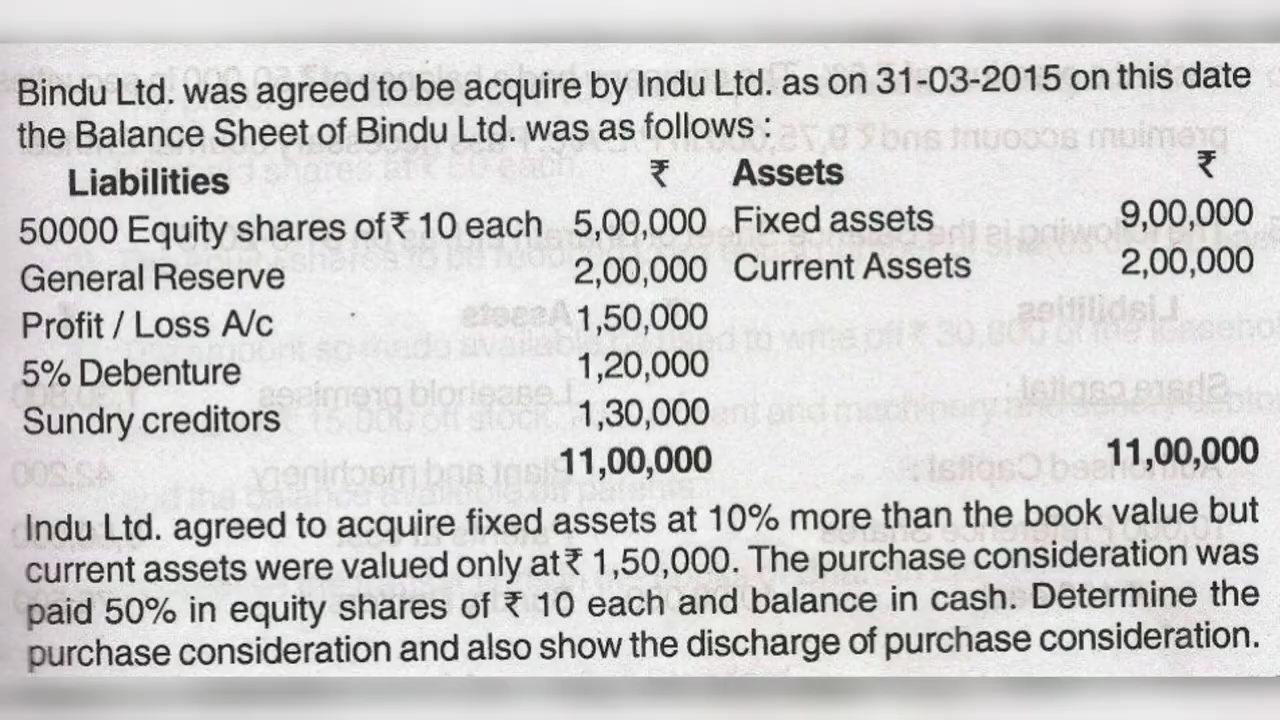 Bindu Ltd. was agreed to be acquire by Indu Ltd. as on 31-03-2015 on this date
the Balance Sheet of Bindu Ltd. was as follows :
Liabilities ₹ Assets ₹
50000 Equity shares of ₹ 10 each 5,00,000 Fixed assets 9,00,000
General Reserve 2,00,000 Current Assets 2,00,000
Profit / Loss A/c 1,50,000
5% Debenture 1,20,000
Sundry creditors 1,30,000
11,00,000 11,00,000
Indu Ltd. agreed to acquire fixed assets at 10% more than the book value but
current assets were valued only at ₹ 1,50,000. The purchase consideration was
paid 50% in equity shares of ₹ 10 each and balance in cash. Determine the
purchase consideration and also show the discharge of purchase consideration.